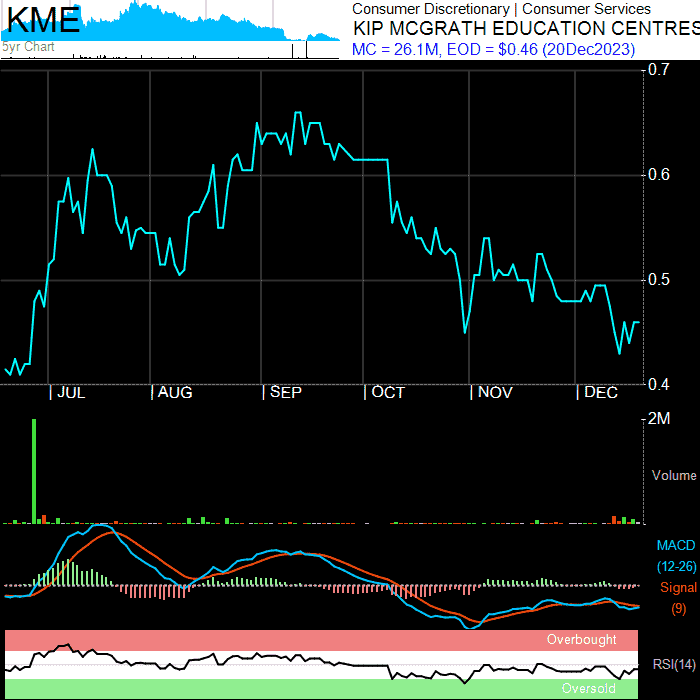 KME
5yr Chart
Consumer Discretionary | Consumer Services
KIP MCGRATH EDUCATION CENTRES
MC = 26.1M, EOD = $0.46 (20Dec2023)
0.7
0.6
0.5
0.4
| JUL | AUG | SEP | OCT | NOV | DEC
2M
Volume
MACD
(12-26)
Signal
(9)
Overbought
RSI(14)
Oversold